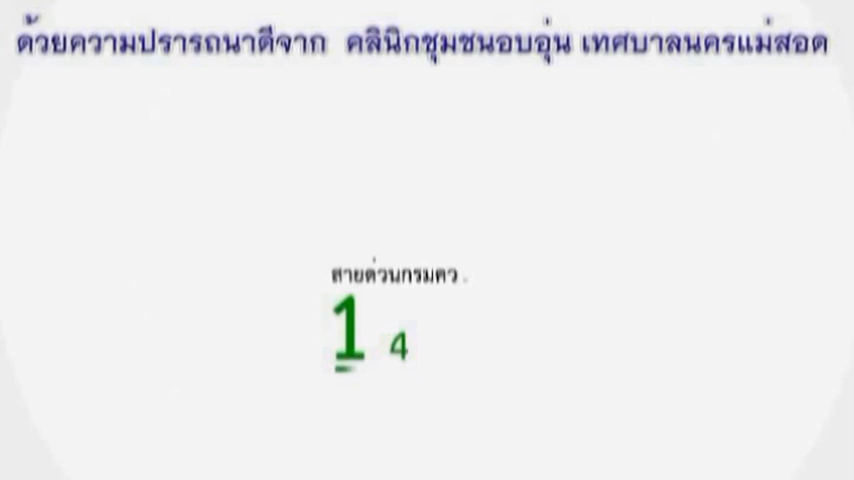 ด้วยความปรารถนาดีจาก คลินิกชุมชนอบอุ่น เทศบาลนครแม่สอด
สายด่วนกรมคว
1 4